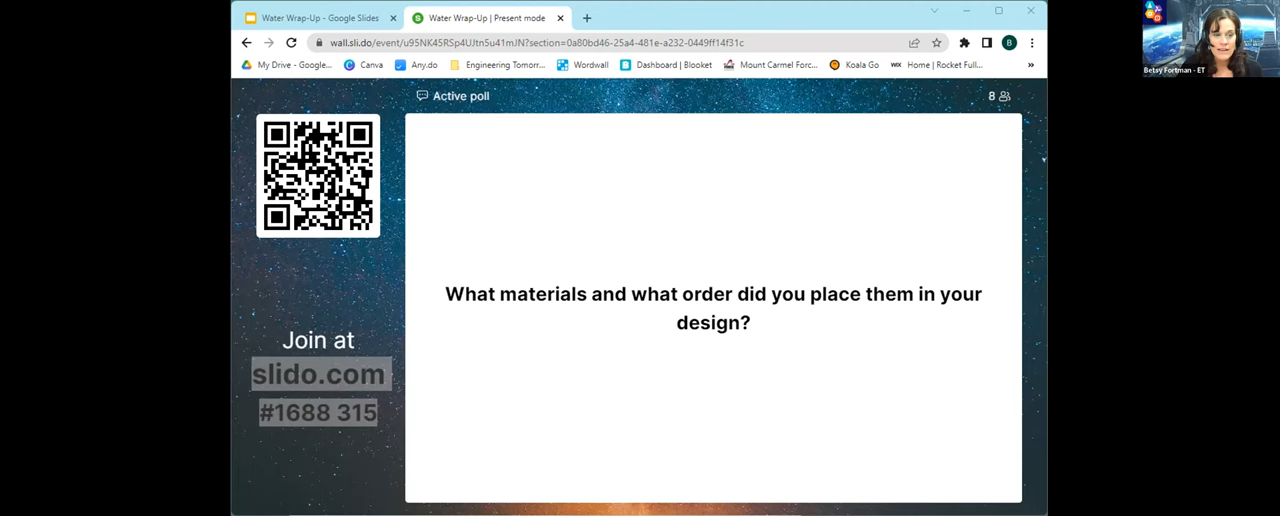 Water Wrap-Up - Google Slides
Water Wrap-Up | Present mode
wall.sli.do/event/u95NK45RSp4UJtn5u41mJN?section=0a80bd46-25a4-481e-a232-0449ff14f31c
B
My Drive - Google...
Canva
Any.do
Engineering Tomorr...
Wordwall
Dashboard | Blooket
Mount Carmel Forc...
Koala Go
WIX Home | Rocket Full...
»
Active poll
8
What materials and what order did you place them in your
design?
Join at
slido.com
#1688 315
Betsy Fortman - ET